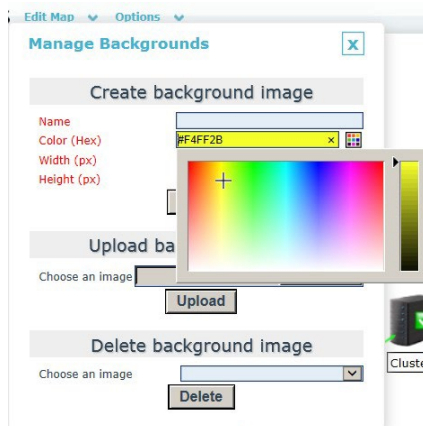 Edit Map Options
Manage Backgrounds X
Create background image
Name
Color (Hex) #F4FF2B ×
Width (px)
Height (px)
Upload ba
Choose an image
Upload
Delete background image
Choose an image
Delete
Cluste